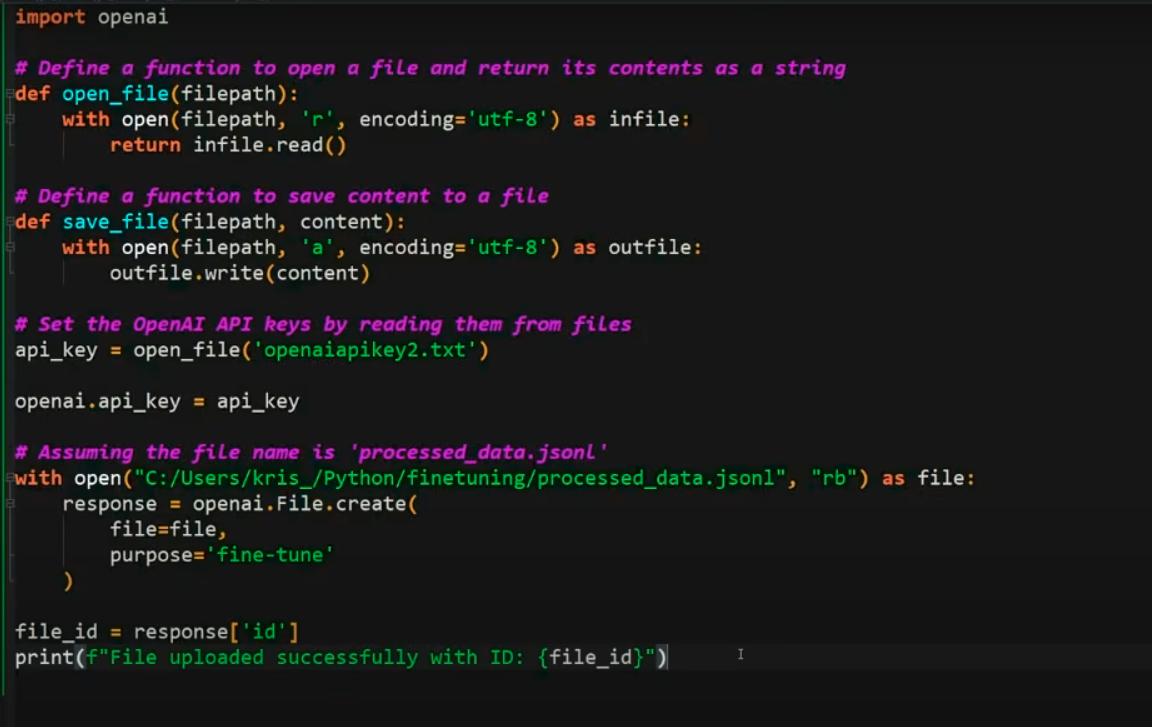 import openai
# Define a function to open a file and return its contents as a string
def open_file(filepath):
    with open(filepath, 'r', encoding='utf-8') as infile:
        return infile.read()
# Define a function to save content to a file
def save_file(filepath, content):
    with open(filepath, 'a', encoding='utf-8') as outfile:
        outfile.write(content)
# Set the OpenAI API keys by reading them from files
api_key = open_file('openaiapikey2.txt')
openai.api_key = api_key
# Assuming the file name is 'processed_data.jsonl'
with open("C:/Users/kris_/Python/finetuning/processed_data.jsonl", "rb") as file:
    response = openai.File.create(
        file=file,
        purpose='fine-tune'
    )
file_id = response['id']
print(f"File uploaded successfully with ID: {file_id}")